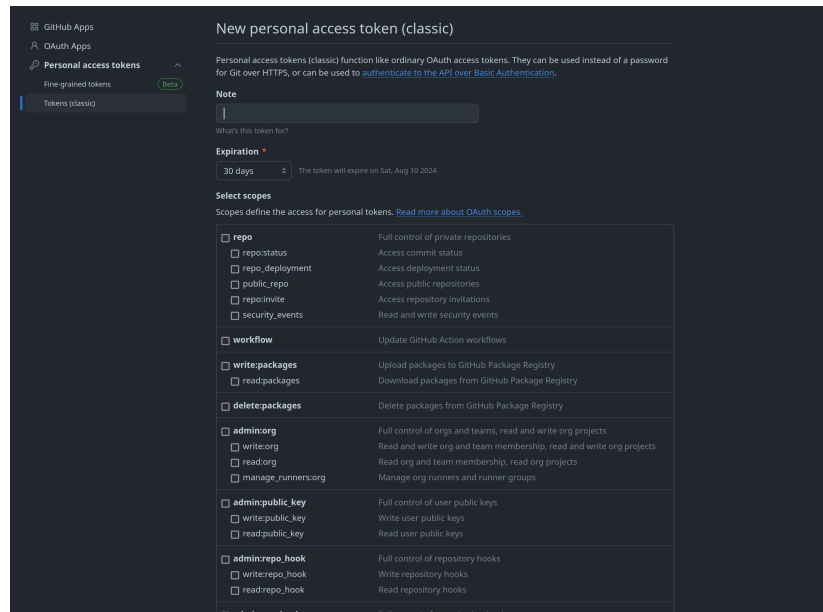 GitHub Apps
OAuth Apps
Personal access tokens
Fine-grained tokens
Beta
Tokens (classic)
New personal access token (classic)
Personal access tokens (classic) function like ordinary OAuth access tokens. They can be used instead of a password
for Git over HTTPS, or can be used to authenticate to the API over Basic Authentication.
Note
What's this token for?
Expiration *
30 days
The token will expire on Sat, Aug 10 2024
Select scopes
Scopes define the access for personal tokens. Read more about OAuth scopes.
repo Full control of private repositories
repo:status Access commit status
repo_deployment Access deployment status
public_repo Access public repositories
repo:invite Access repository invitations
security_events Read and write security events
workflow Update GitHub Action workflows
write:packages Upload packages to GitHub Package Registry
read:packages Download packages from GitHub Package Registry
delete:packages Delete packages from GitHub Package Registry
admin:org Full control of orgs and teams, read and write org projects
write:org Read and write org and team membership, read and write org projects
read:org Read org and team membership, read org projects
manage_runners:org Manage org runners and runner groups
admin:public_key Full control of user public keys
write:public_key Write user public keys
read:public_key Read user public keys
admin:repo_hook Full control of repository hooks
write:repo_hook Write repository hooks
read:repo_hook Read repository hooks